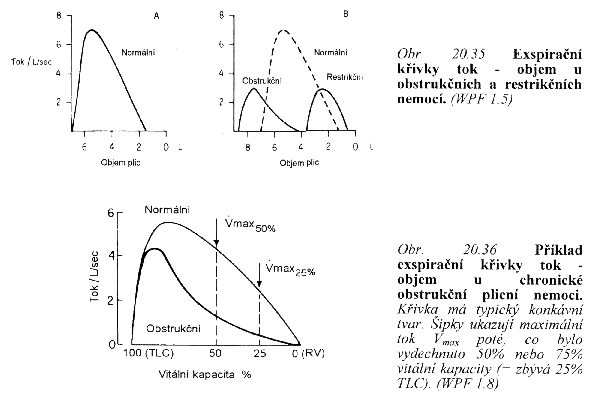 A
8
6
4
2
Tok / L/sec
Normální
6
4
2
0
L
Objem plic
B
8
6
4
2
Normální
Obstrukční
Restrikční
8
6
4
2
0
L
Objem plic
Obr. 20.35 Exspirační
křivky tok - objem u
obstrukčních a restrikčních
nemocí. (WPF 1.5)
6
4
2
0
Tok / L/sec
Normální
V̇max50%
V̇max25%
Obstrukční
100 (TLC)
50
25
0 (RV)
Vitální kapacita %
Obr. 20.36 Příklad
exspirační křivky tok -
objem u chronické
obstrukční plicní nemoci.
Křivka má typický konkávní
tvar. Šipky ukazují maximální
tok V̇max poté, co bylo
vydechnuto 50% nebo 75%
vitální kapacity (= zbývá 25%
TLC). (WPF 1.8)